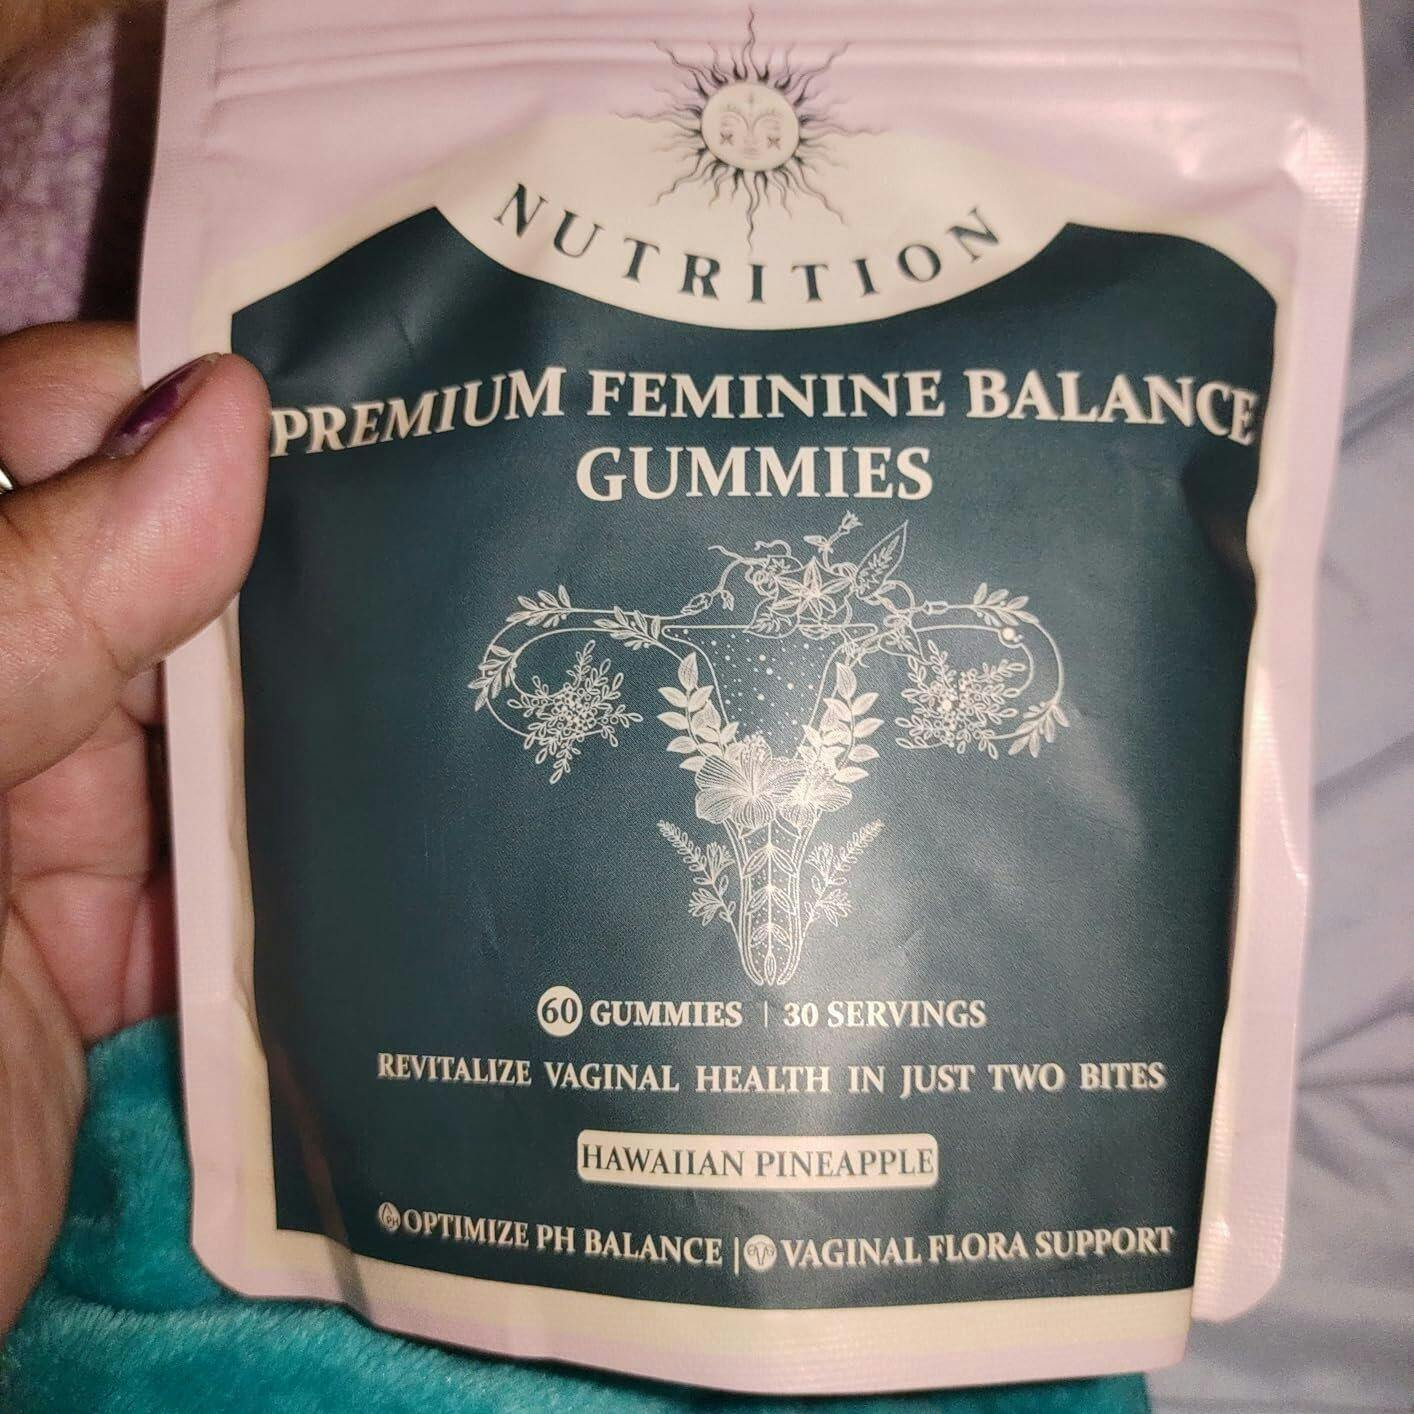 NUTRITION
PREMIUM FEMININE BALANCE
GUMMIES
60 GUMMIES | 30 SERVINGS
REVITALIZE VAGINAL HEALTH IN JUST TWO BITES
HAWAIIAN PINEAPPLE
PH OPTIMIZE PH BALANCE | VAGINAL FLORA SUPPORT